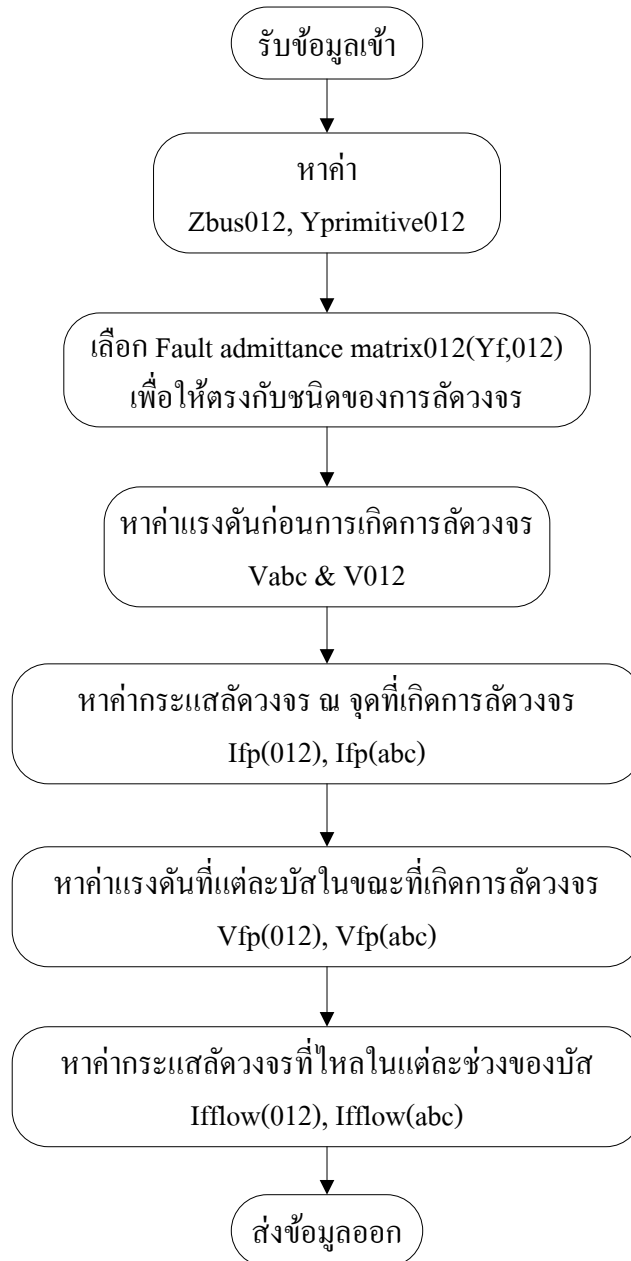 รับข้อมูลเข้า
หาค่า
Zbus012, Yprimitive012
เลือก Fault admittance matrix012(Yf,012)
เพื่อให้ตรงกับชนิดของการลัดวงจร
หาค่าแรงดันก่อนการเกิดการลัดวงจร
Vabc & V012
หาค่ากระแสลัดวงจร ณ จุดที่เกิดการลัดวงจร
Ifp(012), Ifp(abc)
หาค่าแรงดันที่แต่ละบัสในขณะที่เกิดการลัดวงจร
Vfp(012), Vfp(abc)
หาค่ากระแสลัดวงจรที่ไหลในแต่ละช่วงของบัส
Ifflow(012), Ifflow(abc)
ส่งข้อมูลออก